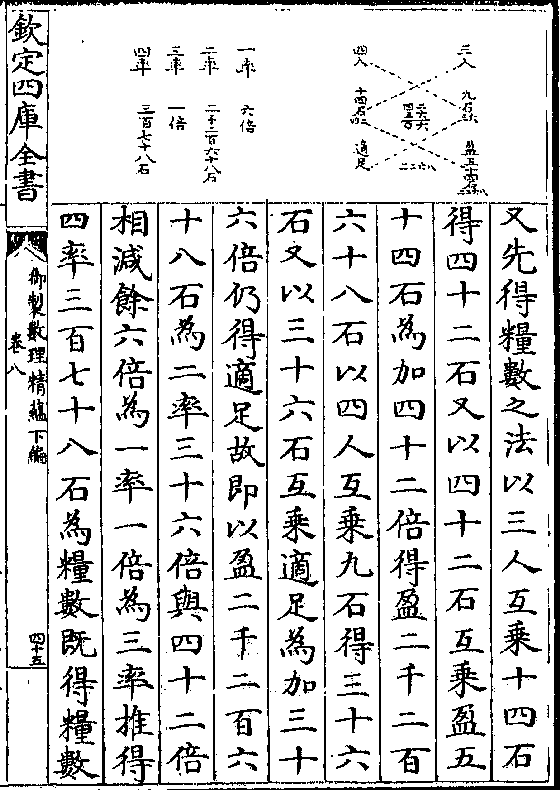 三人 九石 盈五十四石
四人 十四石 適足
一率 六倍
二率 二千二百六十八石
三率 一倍
四率 三百七十八石
又先得糧數之法以三人互乘十四石
得四十二石又以四十二石互乘盈五
十四石為加四十二倍得盈二千二百
六十八石以四人互乘九石得三十六
石又以三十六石互乘適足為加三十
六倍仍得適足故即以盈二千二百六
十八石為二率三十六倍與四十二倍
相減餘六倍為一率一倍為三率推得
四率三百七十八石為糧數既得糧數
欽定四庫全書
御製數理精蘊下編
卷八
四十五